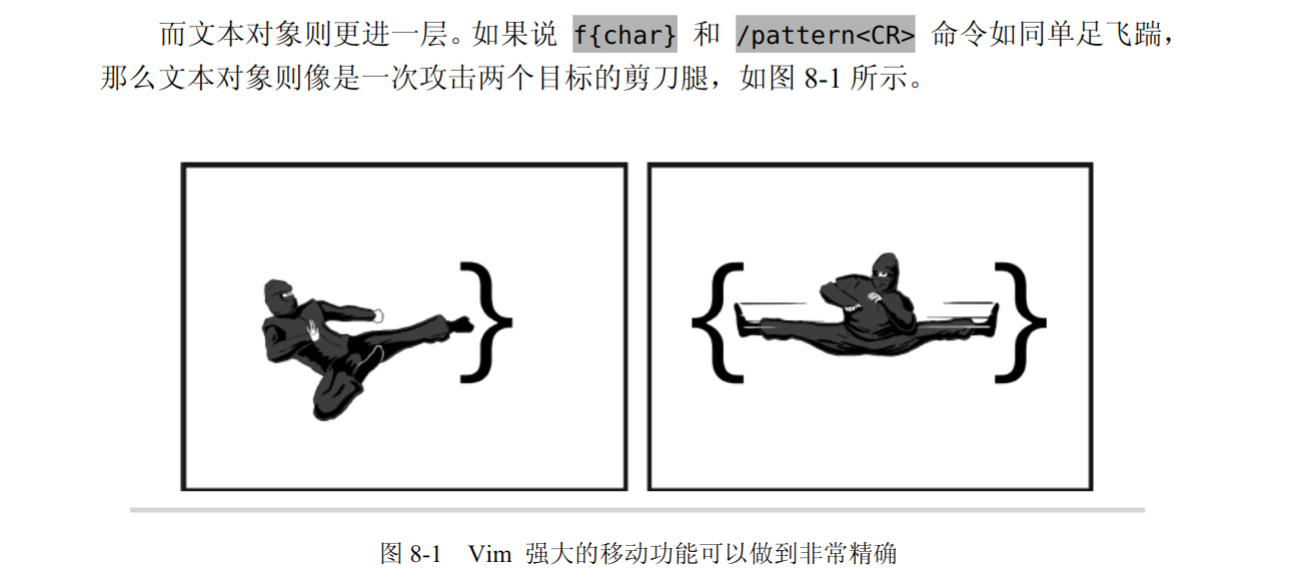 而文本对象则更进一层。如果说 f{char} 和 /pattern<CR> 命令如同单足飞踹，
那么文本对象则像是一次攻击两个目标的剪刀腿，如图 8-1 所示。
} { }
图 8-1 Vim 强大的移动功能可以做到非常精确